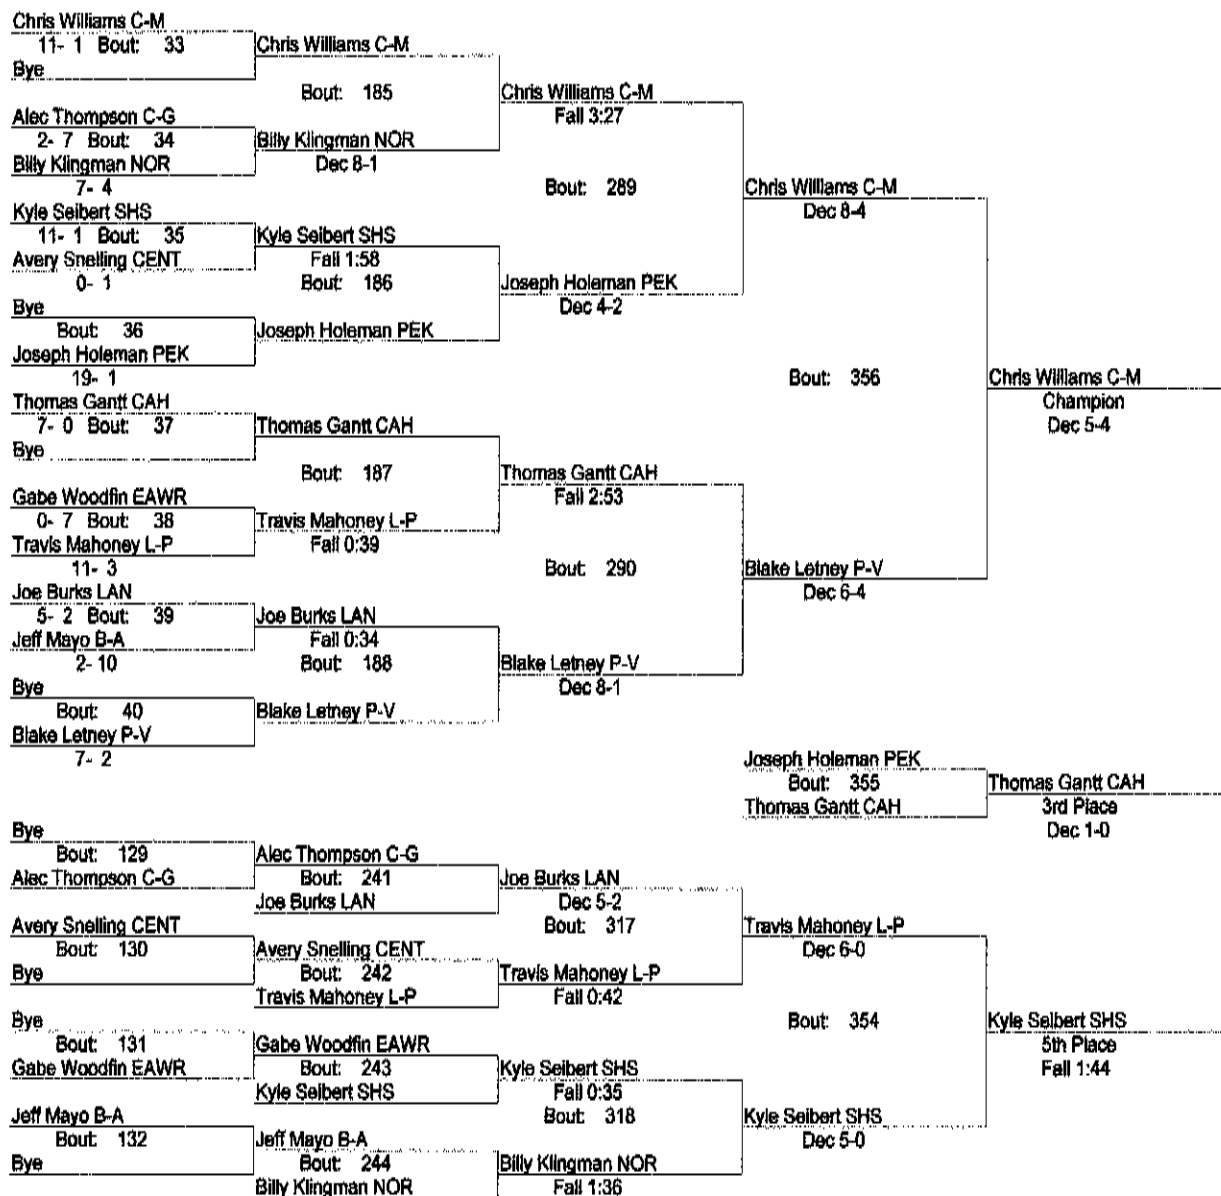 Chris Williams C-M
11- 1 Bout: 33
Chris Williams C-M
Bye
Bout: 185
Chris Williams C-M
Fall 3:27
Alec Thompson C-G
2- 7 Bout: 34
Billy Klingman NOR
Billy Klingman NOR
Dec 8-1
7- 4
Bout: 289
Chris Williams C-M
Dec 8-4
Kyle Seibert SHS
11- 1 Bout: 35
Kyle Seibert SHS
Avery Snelling CENT
Fall 1:58
0- 1
Bout: 186
Joseph Holeman PEK
Dec 4-2
Bye
Bout: 36
Joseph Holeman PEK
Joseph Holeman PEK
19- 1
Bout: 356
Chris Williams C-M
Champion
Dec 5-4
Thomas Gantt CAH
7- 0 Bout: 37
Thomas Gantt CAH
Bye
Bout: 187
Thomas Gantt CAH
Fall 2:53
Gabe Woodfin EAWR
0- 7 Bout: 38
Travis Mahoney L-P
Travis Mahoney L-P
Fall 0:39
11- 3
Bout: 290
Blake Letney P-V
Dec 6-4
Joe Burks LAN
5- 2 Bout: 39
Joe Burks LAN
Jeff Mayo B-A
Fall 0:34
2- 10
Bout: 188
Blake Letney P-V
Dec 8-1
Bye
Bout: 40
Blake Letney P-V
Blake Letney P-V
7- 2
Joseph Holeman PEK
Bout: 355
Thomas Gantt CAH
Thomas Gantt CAH
3rd Place
Dec 1-0
Bye
Bout: 129
Alec Thompson C-G
Alec Thompson C-G
Bout: 241
Joe Burks LAN
Joe Burks LAN
Dec 5-2
Avery Snelling CENT
Bout: 317
Travis Mahoney L-P
Bout: 130
Avery Snelling CENT
Dec 6-0
Bye
Bout: 242
Travis Mahoney L-P
Travis Mahoney L-P
Fall 0:42
Bye
Bout: 354
Kyle Seibert SHS
Bout: 131
Gabe Woodfin EAWR
5th Place
Gabe Woodfin EAWR
Bout: 243
Kyle Seibert SHS
Fall 1:44
Kyle Seibert SHS
Fall 0:35
Jeff Mayo B-A
Bout: 318
Kyle Seibert SHS
Bout: 132
Jeff Mayo B-A
Dec 5-0
Bye
Bout: 244
Billy Klingman NOR
Billy Klingman NOR
Fall 1:36